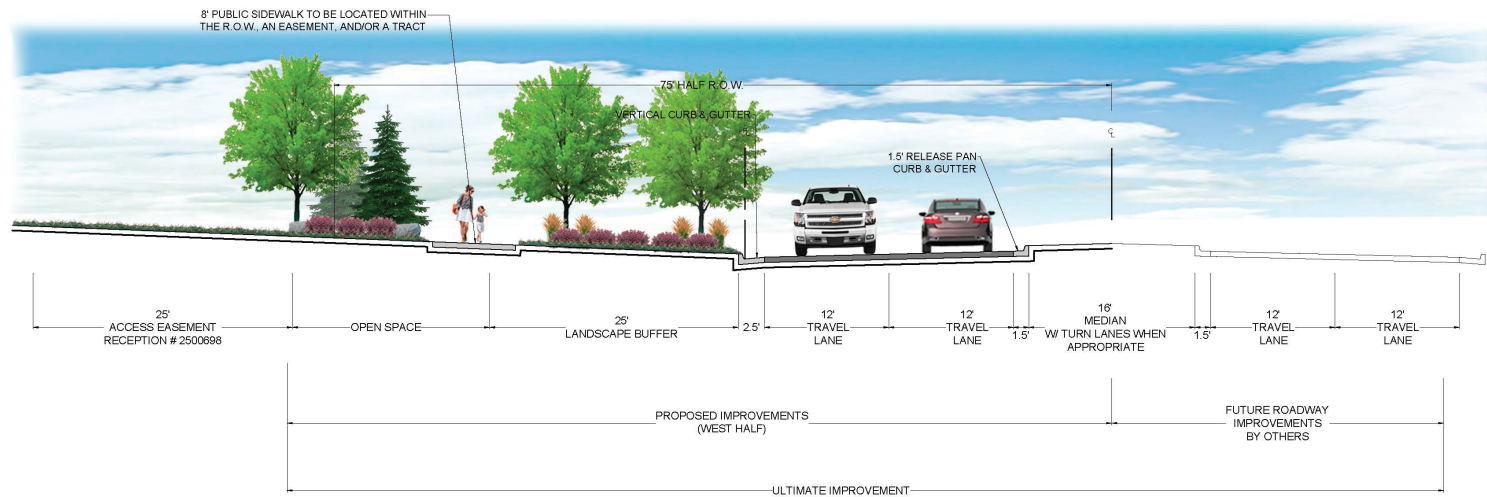 8' PUBLIC SIDEWALK TO BE LOCATED WITHIN
THE R.O.W., AN EASEMENT, AND/OR A TRACT
75' HALF R.O.W.
VERTICAL CURB & GUTTER
1.5' RELEASE PAN
CURB & GUTTER
25'
ACCESS EASEMENT
RECEPTION # 2500698
OPEN SPACE
25'
LANDSCAPE BUFFER
2.5'
12'
TRAVEL
LANE
12'
TRAVEL
LANE
1.5'
16'
MEDIAN
W/ TURN LANES WHEN
APPROPRIATE
1.5'
12'
TRAVEL
LANE
12'
TRAVEL
LANE
PROPOSED IMPROVEMENTS
(WEST HALF)
FUTURE ROADWAY
IMPROVEMENTS
BY OTHERS
ULTIMATE IMPROVEMENT